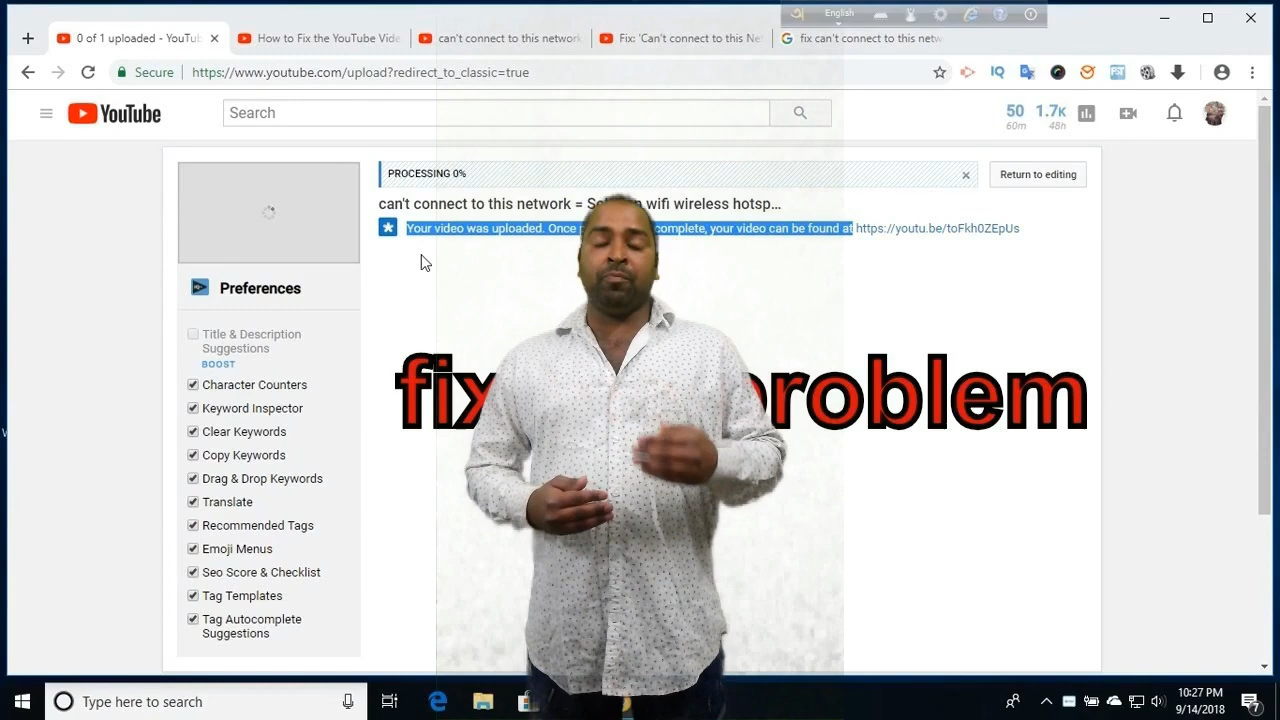 English
0 of 1 uploaded - YouTu
How to Fix the YouTube Vide
can't connect to this network
Fix: 'Can't connect to this Ne
fix can't connect to this netw
Secure
https://www.youtube.com/upload?redirect_to_classic=true
YouTube
Search
50 1.7K
60m 48h
PROCESSING 0%
Return to editing
can't connect to this network = wifi wireless hotsp...
Your video was uploaded. Once complete, your video can be found at https://youtu.be/toFkh0ZEpUs
Preferences
Title & Description
Suggestions
BOOST
Character Counters
Keyword Inspector
Clear Keywords
Copy Keywords
Drag & Drop Keywords
Translate
Recommended Tags
Emoji Menus
Seo Score & Checklist
Tag Templates
Tag Autocomplete
Suggestions
fix problem
Type here to search
10:27 PM
9/14/2018
7